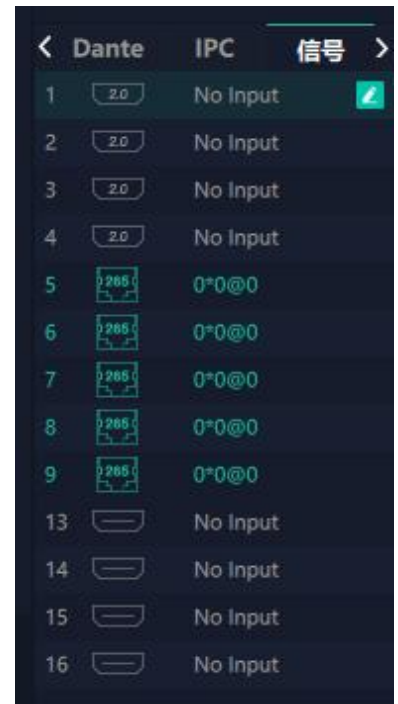 < Dante IPC 信号 >
1 2.0 No Input
2 2.0 No Input
3 2.0 No Input
4 2.0 No Input
5 265 0*0@0
6 265 0*0@0
7 265 0*0@0
8 265 0*0@0
9 265 0*0@0
13 No Input
14 No Input
15 No Input
16 No Input